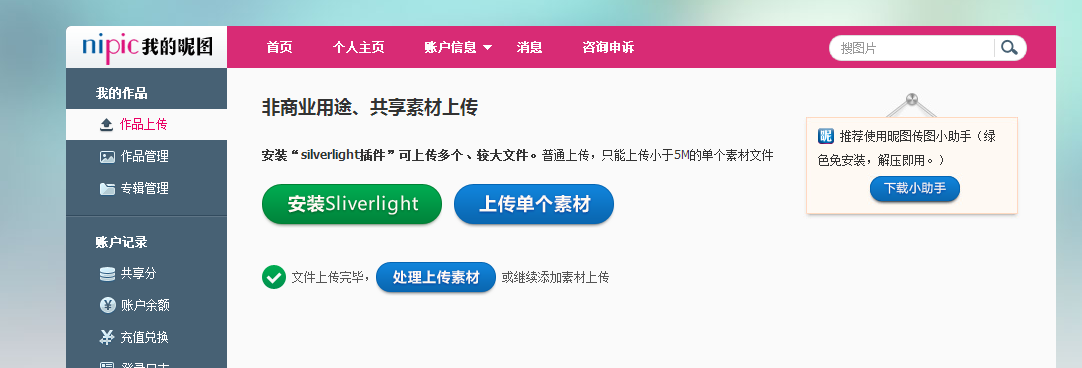 nipic 我的昵图
首页 个人主页 账户信息 消息 咨询申诉
搜图片
我的作品
作品上传
作品管理
专辑管理
账户记录
共享分
账户余额
充值兑换
登录日志
非商业用途、共享素材上传
安装“silverlight插件”可上传多个、较大文件。普通上传，只能上传小于5M的单个素材文件
安装Sliverlight 上传单个素材
文件上传完毕，处理上传素材 或继续添加素材上传
昵 推荐使用昵图传图小助手（绿
色免安装，解压即用。）
下载小助手